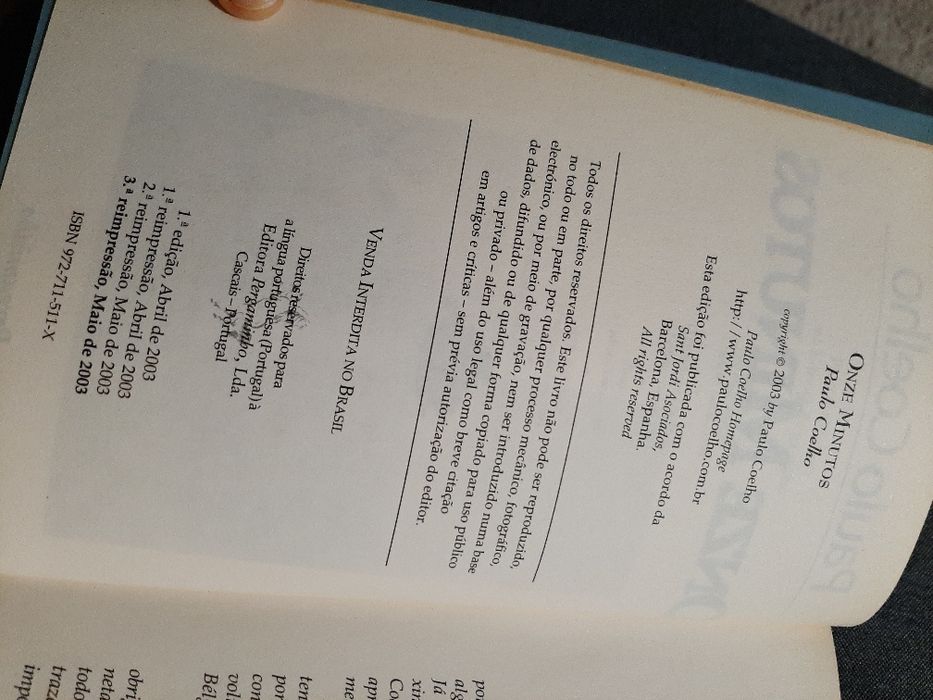 ONZE MINUTOS
Paulo Coelho
copyright © 2003 by Paulo Coelho
Paulo Coelho Homepage
http://www.paulocoelho.com.br
Esta edição foi publicada com o acordo da
Sant Jordi Asociados,
Barcelona, Espanha.
All rights reserved
Todos os direitos reservados. Este livro não pode ser reproduzido,
no todo ou em parte, por qualquer processo mecânico, fotográfico,
electrónico, ou por meio de gravação, nem ser introduzido numa base
de dados, difundido ou de qualquer forma copiado para uso público
ou privado – além do uso legal como breve citação
em artigos e críticas – sem prévia autorização do editor.
VENDA INTERDITA NO BRASIL
Direitos reservados para
a língua portuguesa (Portugal) à
Editora Pergaminho, Lda.
Cascais – Portugal
1.ª edição, Abril de 2003
1.ª reimpressão, Abril de 2003
2.ª reimpressão, Maio de 2003
3.ª reimpressão, Maio de 2003
ISBN 972-711-511-X